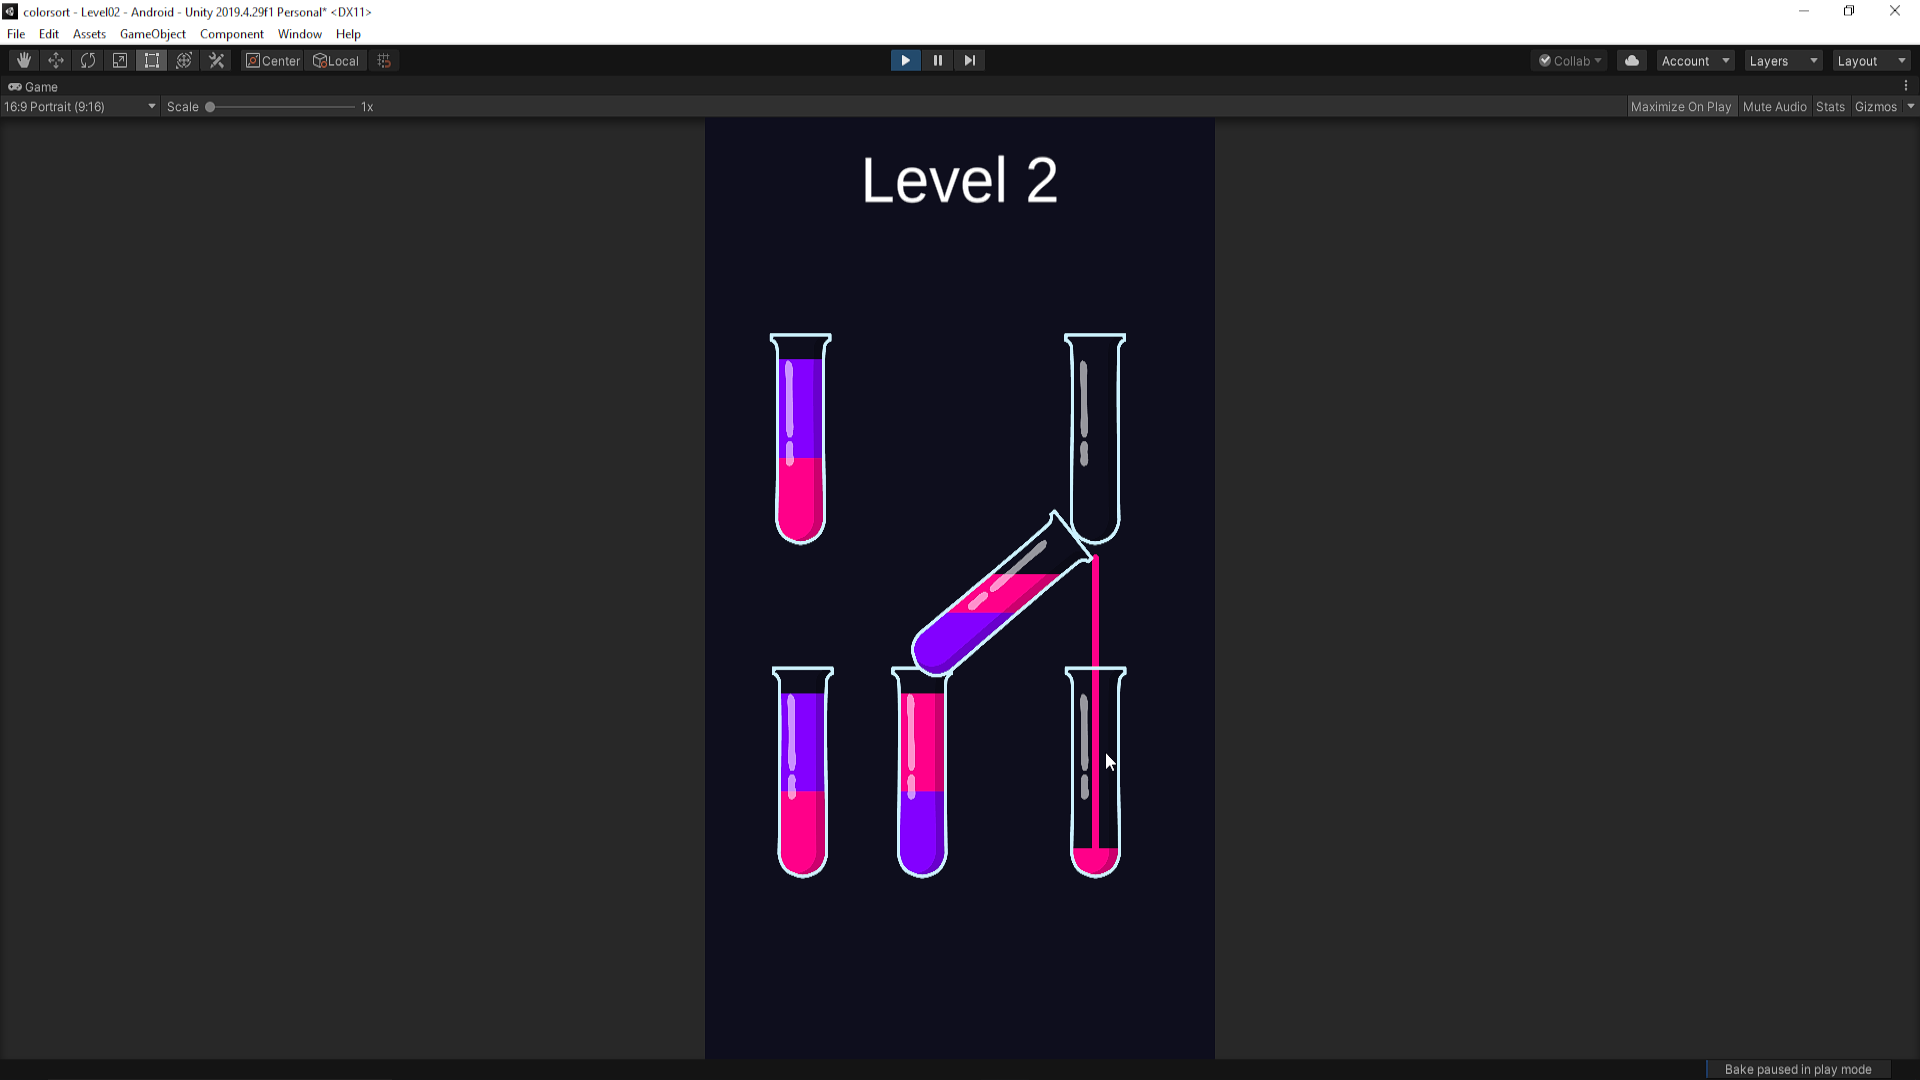 colorsort - Level02 - Android - Unity 2019.4.29f1 Personal* <DX11>
File Edit Assets GameObject Component Window Help
Center Local Collab Account Layers Layout
Game
16:9 Portrait (9:16) Scale 1x Maximize On Play Mute Audio Stats Gizmos
Level 2
Bake paused in play mode